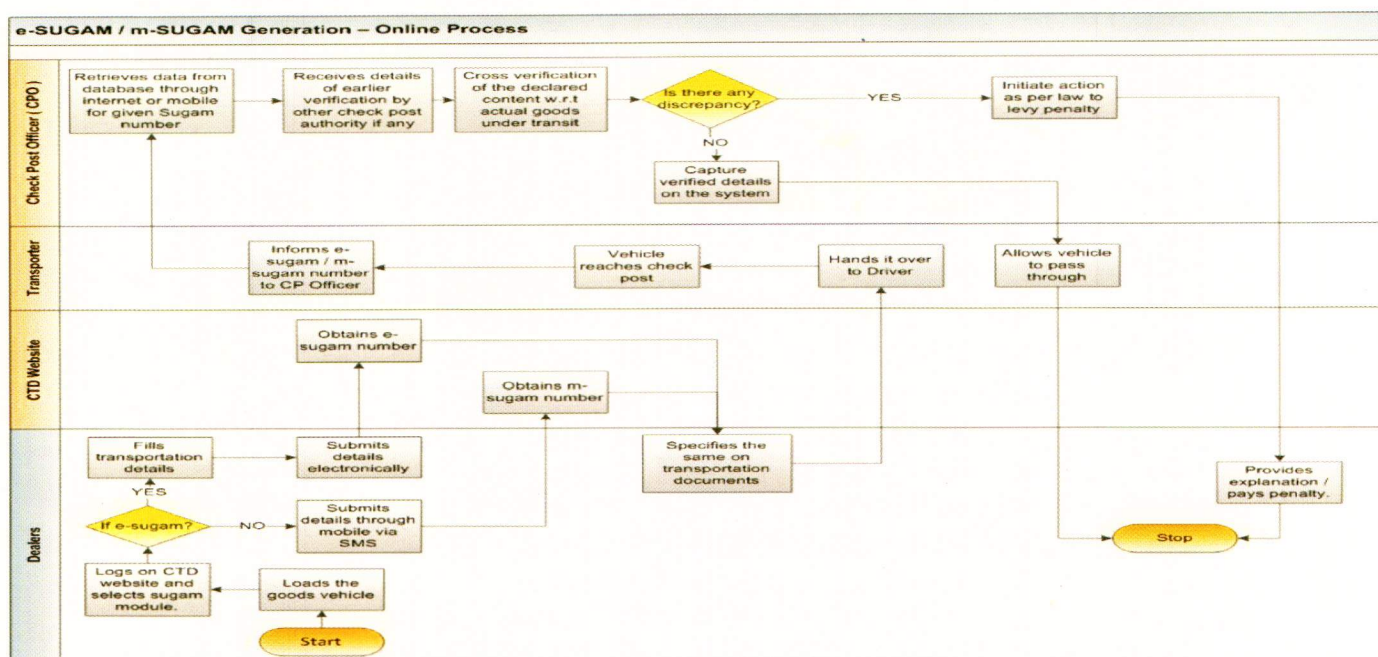 e-SUGAM / m-SUGAM Generation – Online Process
Check Post Officer ( CPO )
Retrieves data from
database through
internet or mobile
for given Sugam
number
Receives details
of earlier
verification by
other check post
authority if any
Cross verification
of the declared
content w.r.t
actual goods
under transit
Is there any
discrepancy?
YES
Initiate action
as per law to
levy penalty
NO
Capture
verified details
on the system
Transporter
Informs e-
sugam / m-
sugam number
to CP Officer
Vehicle
reaches check
post
Hands it over
to Driver
Allows vehicle
to pass
through
CTD Website
Obtains e-
sugam number
Obtains m-
sugam number
Dealers
Fills
transportation
details
Submits
details
electronically
Specifies the
same on
transportation
documents
YES
If e-sugam?
NO
Submits
details through
mobile via
SMS
Provides
explanation /
pays penalty.
Stop
Logs on CTD
website and
selects sugam
module.
Loads the
goods vehicle
Start